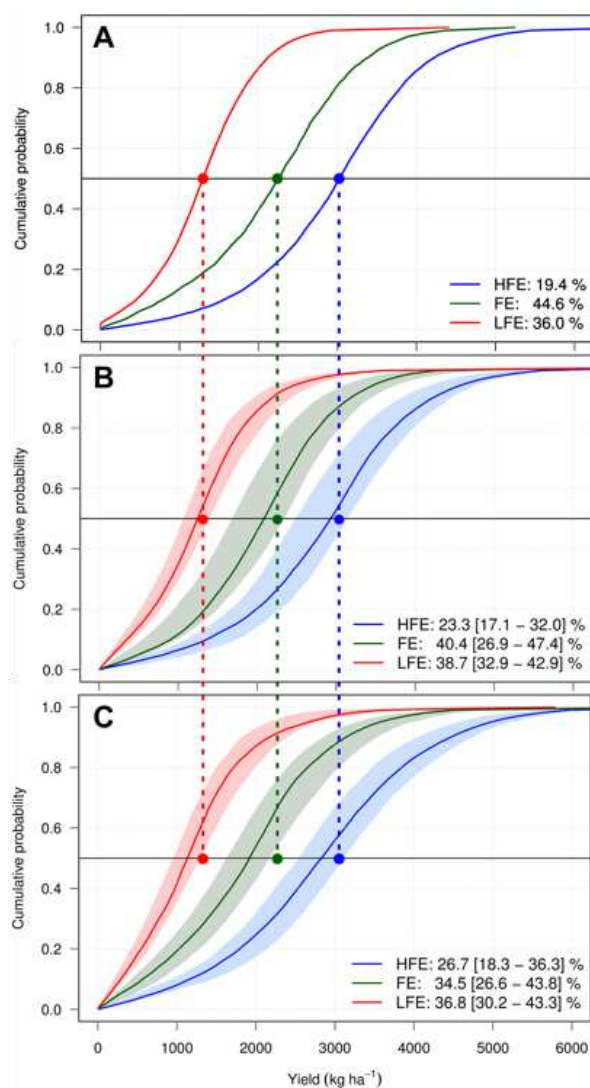 A
1.0
0.8
0.6
0.4
0.2
0.0
Cumulative probability
HFE: 19.4 %
FE: 44.6 %
LFE: 36.0 %
B
1.0
0.8
0.6
0.4
0.2
0.0
Cumulative probability
HFE: 23.3 [17.1 − 32.0] %
FE: 40.4 [26.9 − 47.4] %
LFE: 38.7 [32.9 − 42.9] %
C
1.0
0.8
0.6
0.4
0.2
0.0
Cumulative probability
HFE: 26.7 [18.3 − 36.3] %
FE: 34.5 [26.6 − 43.8] %
LFE: 36.8 [30.2 − 43.3] %
0 1000 2000 3000 4000 5000 6000
Yield (kg ha⁻¹)